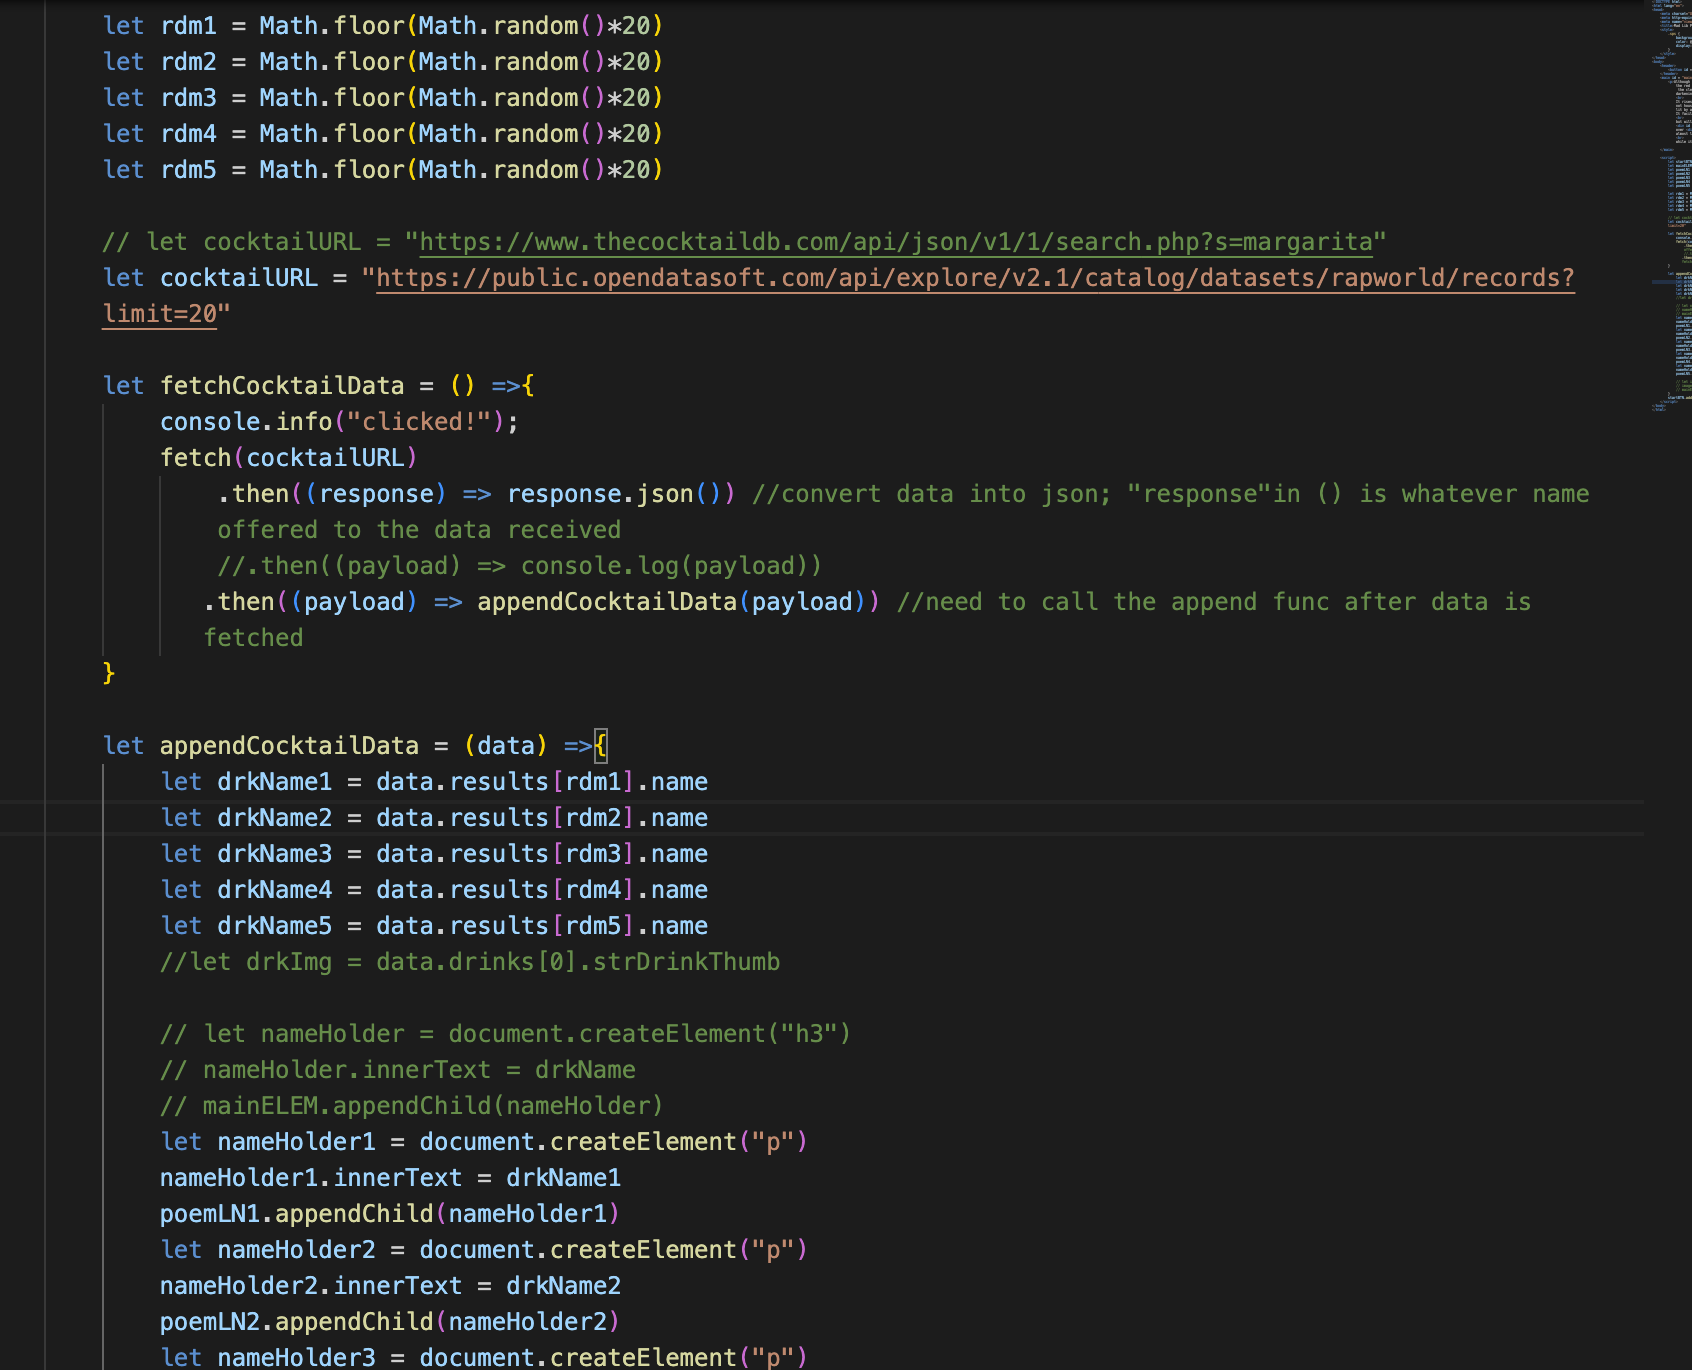 let rdm1 = Math.floor(Math.random()*20)
let rdm2 = Math.floor(Math.random()*20)
let rdm3 = Math.floor(Math.random()*20)
let rdm4 = Math.floor(Math.random()*20)
let rdm5 = Math.floor(Math.random()*20)
// let cocktailURL = "https://www.thecocktaildb.com/api/json/v1/1/search.php?s=margarita"
let cocktailURL = "https://public.opendatasoft.com/api/explore/v2.1/catalog/datasets/rapworld/records?
limit=20"
let fetchCocktailData = () =>{
console.info("clicked!");
fetch(cocktailURL)
.then((response) => response.json()) //convert data into json; "response"in () is whatever name
offered to the data received
//.then((payload) => console.log(payload))
.then((payload) => appendCocktailData(payload)) //need to call the append func after data is
fetched
}
let appendCocktailData = (data) =>{
let drkName1 = data.results[rdm1].name
let drkName2 = data.results[rdm2].name
let drkName3 = data.results[rdm3].name
let drkName4 = data.results[rdm4].name
let drkName5 = data.results[rdm5].name
//let drkImg = data.drinks[0].strDrinkThumb
// let nameHolder = document.createElement("h3")
// nameHolder.innerText = drkName
// mainELEM.appendChild(nameHolder)
let nameHolder1 = document.createElement("p")
nameHolder1.innerText = drkName1
poemLN1.appendChild(nameHolder1)
let nameHolder2 = document.createElement("p")
nameHolder2.innerText = drkName2
poemLN2.appendChild(nameHolder2)
let nameHolder3 = document.createElement("p")